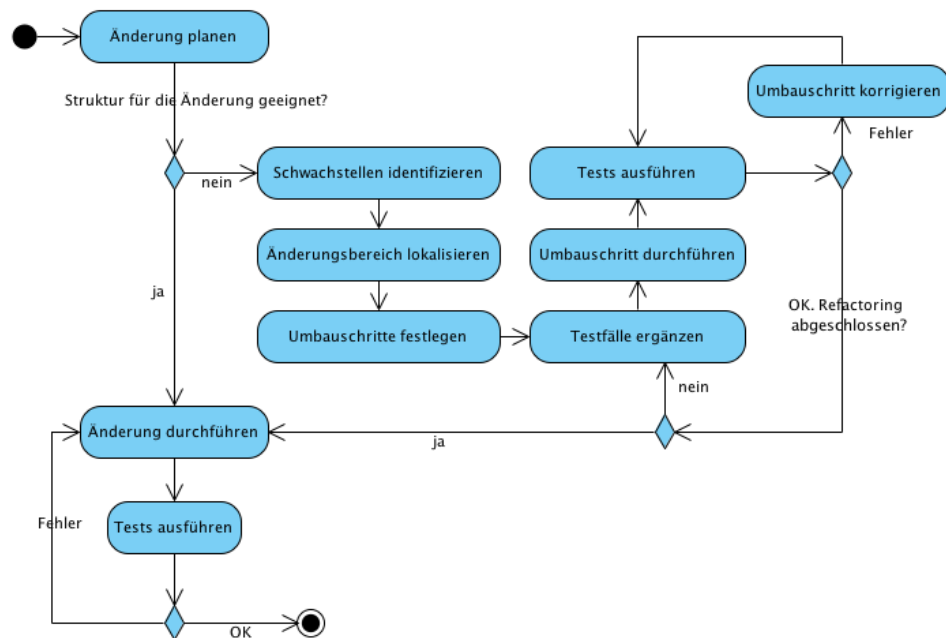 Änderung planen
Struktur für die Änderung geeignet?
nein
Schwachstellen identifizieren
Änderungsbereich lokalisieren
Umbauschritte festlegen
Testfälle ergänzen
Umbauschritt durchführen
Tests ausführen
Fehler
Umbauschritt korrigieren
OK. Refactoring
abgeschlossen?
nein
ja
ja
Änderung durchführen
Tests ausführen
Fehler
OK